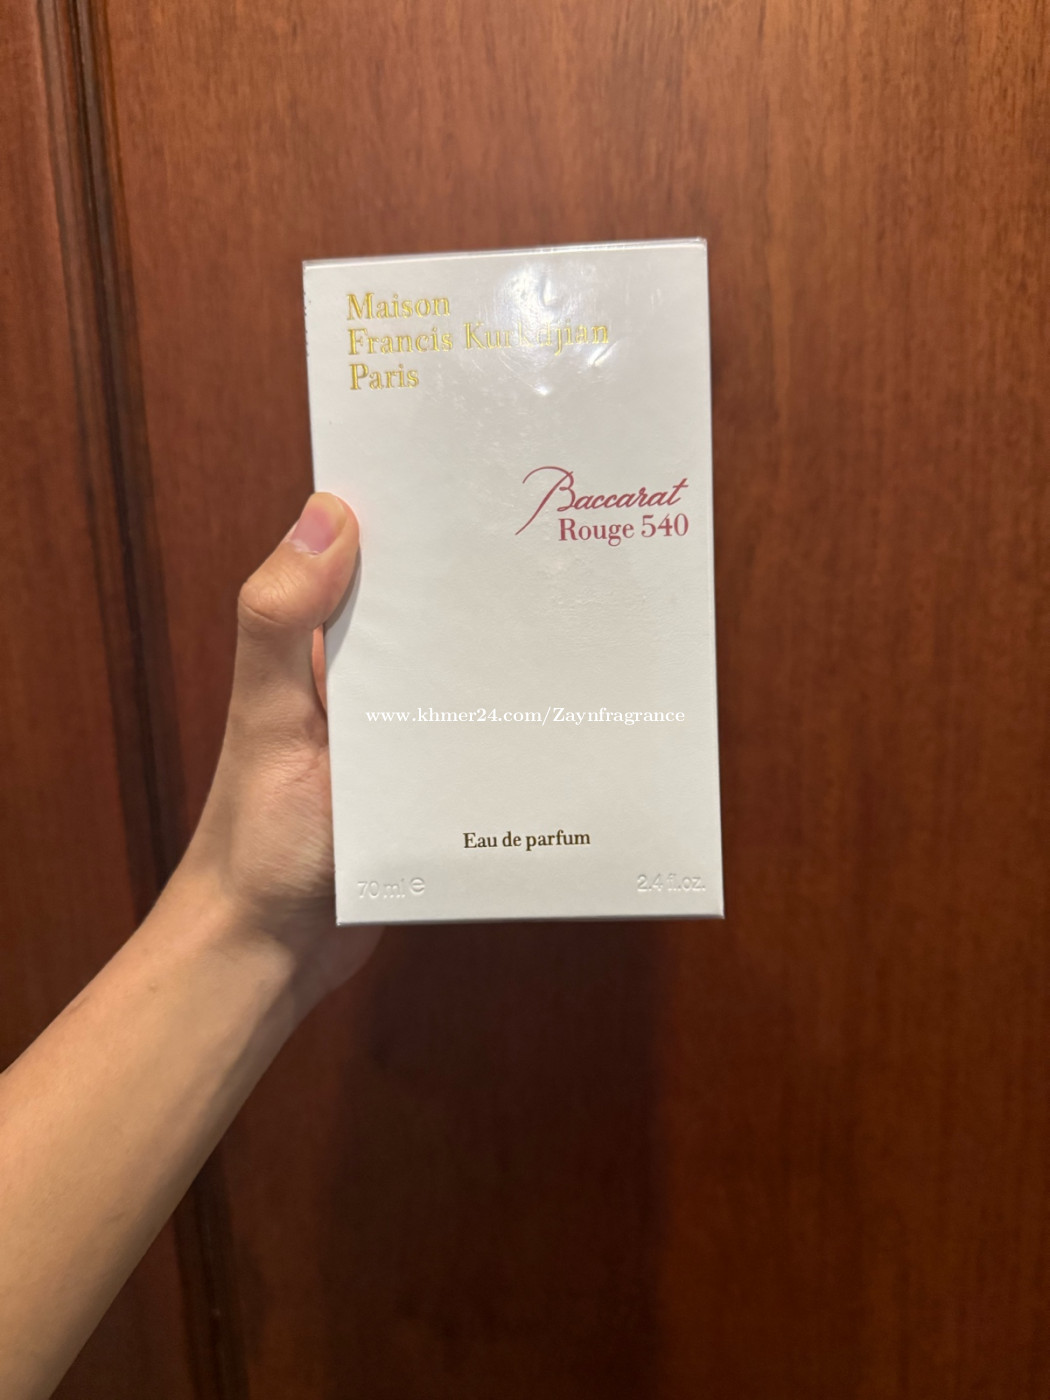 Maison
Francis Kurkdjian
Paris
Baccarat
Rouge 540
www.khmer24.com/Zaynfragrance
Eau de parfum
70 ml ℮ 2.4 fl.oz.